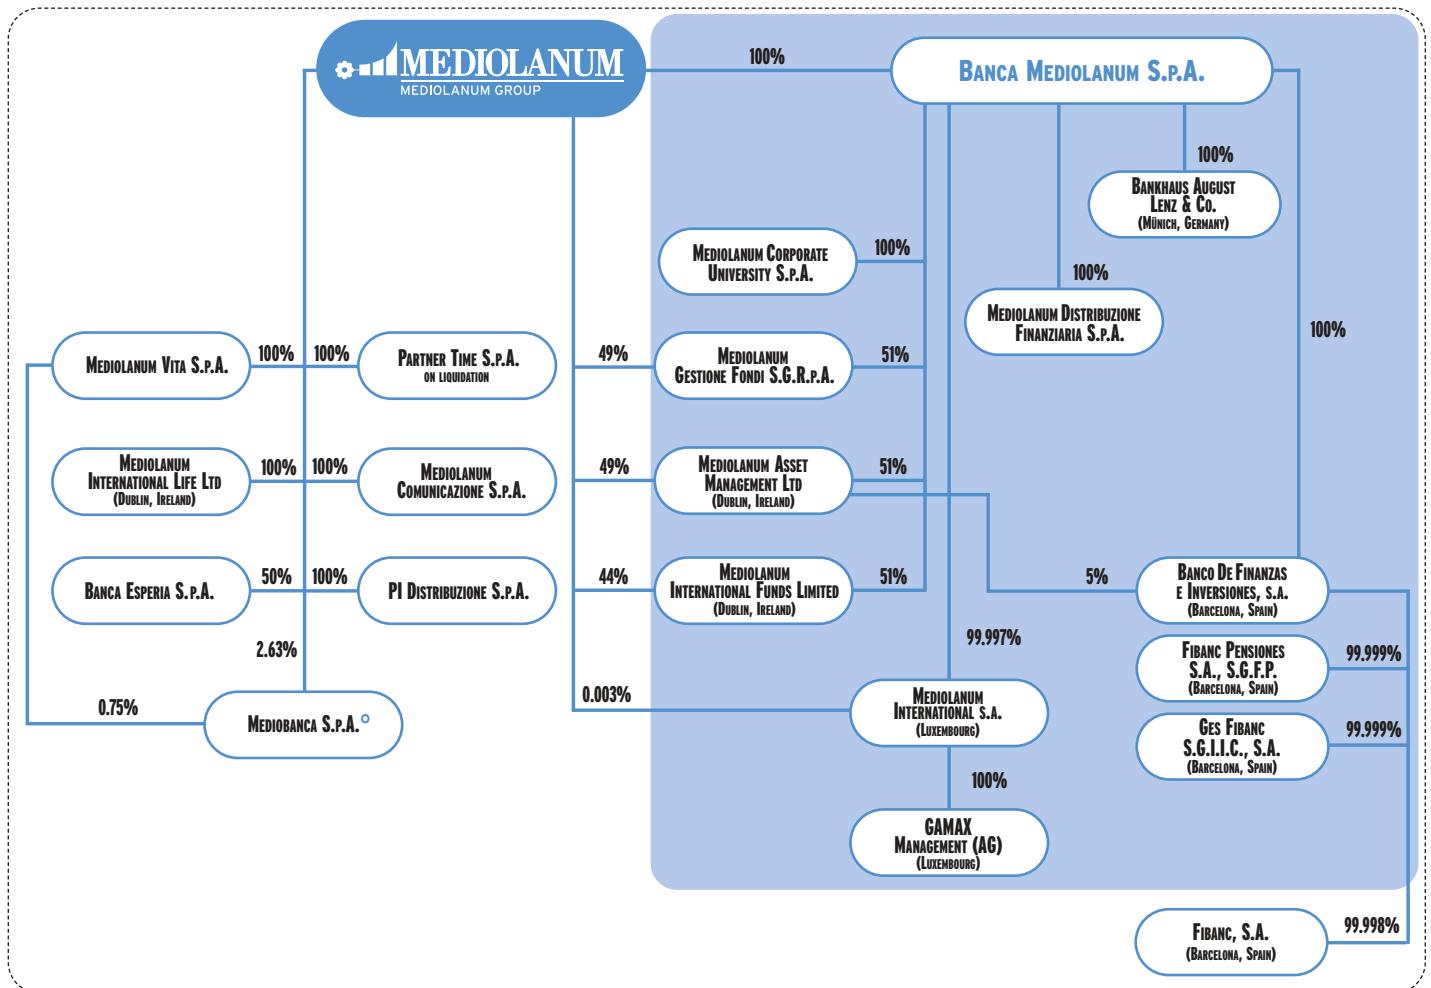 MEDIOLANUM
MEDIOLANUM GROUP
100%
BANCA MEDIOLANUM S.P.A.
100%
BANKHAUS AUGUST
LENZ & CO.
(MÜNICH, GERMANY)
MEDIOLANUM CORPORATE
UNIVERSITY S.P.A.
100%
100%
MEDIOLANUM DISTRIBUZIONE
FINANZIARIA S.P.A.
100%
MEDIOLANUM VITA S.P.A.
100%
100%
PARTNER TIME S.P.A.
ON LIQUIDATION
49%
MEDIOLANUM
GESTIONE FONDI S.G.R.P.A.
51%
MEDIOLANUM
INTERNATIONAL LIFE LTD
(DUBLIN, IRELAND)
100%
100%
MEDIOLANUM
COMUNICAZIONE S.P.A.
49%
MEDIOLANUM ASSET
MANAGEMENT LTD
(DUBLIN, IRELAND)
51%
BANCA ESPERIA S.P.A.
50%
100%
PI DISTRIBUZIONE S.P.A.
44%
MEDIOLANUM
INTERNATIONAL FUNDS LIMITED
(DUBLIN, IRELAND)
51%
5%
BANCO DE FINANZAS
E INVERSIONES, S.A.
(BARCELONA, SPAIN)
2.63%
99.997%
FIBANC PENSIONES
S.A., S.G.F.P.
(BARCELONA, SPAIN)
99.999%
0.75%
MEDIOBANCA S.P.A.°
0.003%
MEDIOLANUM
INTERNATIONAL S.A.
(LUXEMBOURG)
GES FIBANC
S.G.I.I.C., S.A.
(BARCELONA, SPAIN)
99.999%
100%
GAMAX
MANAGEMENT (AG)
(LUXEMBOURG)
FIBANC, S.A.
(BARCELONA, SPAIN)
99.998%